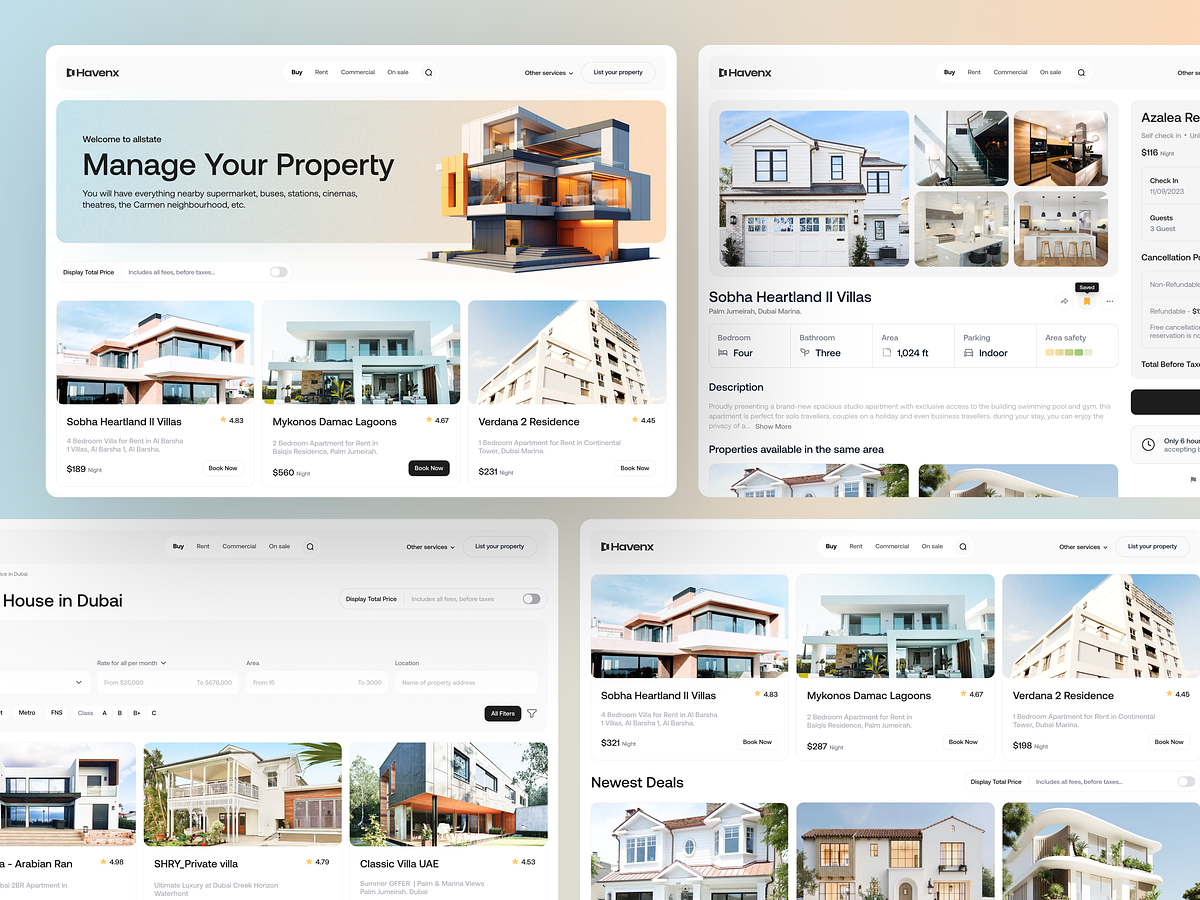 Havenx
Buy Rent Commercial On sale
Other services
List your property
Welcome to allstate
Manage Your Property
You will have everything nearby supermarket, buses, stations, cinemas,
theatres, the Carmen neighbourhood, etc.
Display Total Price Includes all fees, before taxes...
Sobha Heartland II Villas 4.83
4 Bedroom Villa for Rent in Al Barsha
1 Villas, Al Barsha 1, Al Barsha.
$189 Night Book Now
Mykonos Damac Lagoons 4.67
2 Bedroom Apartment for Rent in
Balqis Residence, Palm Jumeirah.
$560 Night Book Now
Verdana 2 Residence 4.45
1 Bedroom Apartment for Rent in Continental
Tower, Dubai Marina.
$231 Night Book Now
Havenx
Buy Rent Commercial On sale
Other se
Saved
Sobha Heartland II Villas
Palm Jumeirah, Dubai Marina.
Bedroom
Four
Bathroom
Three
Area
1,024 ft
Parking
Indoor
Area safety
Description
Proudly presenting a brand-new spacious studio apartment with exclusive access to the building swimming pool and gym. this
apartment is perfect for solo travellers, couples on a holiday and even business travellers. during your stay, you can enjoy the
privacy of a... Show More
Properties available in the same area
Azalea Re
Self check in • Unl
$116 Night
Check In
11/09/2023
Guests
3 Guest
Cancellation Po
Non-Refundable
Refundable - $1
Free cancellatio
reservation is no
Total Before Taxe
Only 6 hour
accepting b
Buy Rent Commercial On sale
Other services
List your property
ice in Dubai
House in Dubai
Display Total Price Includes all fees, before taxes
Rate for all per month
From $25,000 To $678,000
Area
From 15 To 3000
Location
Name of property address
t Metro FNS Class A B B+ C
All Fiters
a - Arabian Ran 4.98
bai 2BR Apartment in
SHRY_Private villa 4.79
Ultimate Luxury at Dubai Creek Horizon
Waterfront
Classic Villa UAE 4.53
Summer OFFER | Palm & Marina Views
Palm Jumeirah. Dubai
Havenx
Buy Rent Commercial On sale
Other services
List your property
Sobha Heartland II Villas 4.83
4 Bedroom Villa for Rent in Al Barsha
1 Villas, Al Barsha 1, Al Barsha.
$321 Night Book Now
Mykonos Damac Lagoons 4.67
2 Bedroom Apartment for Rent in
Balqis Residence, Palm Jumeirah.
$287 Night Book Now
Verdana 2 Residence 4.45
1 Bedroom Apartment for Rent in Continental
Tower, Dubai Marina.
$198 Night Book Now
Newest Deals
Display Total Price Includes all fees, before taxes...